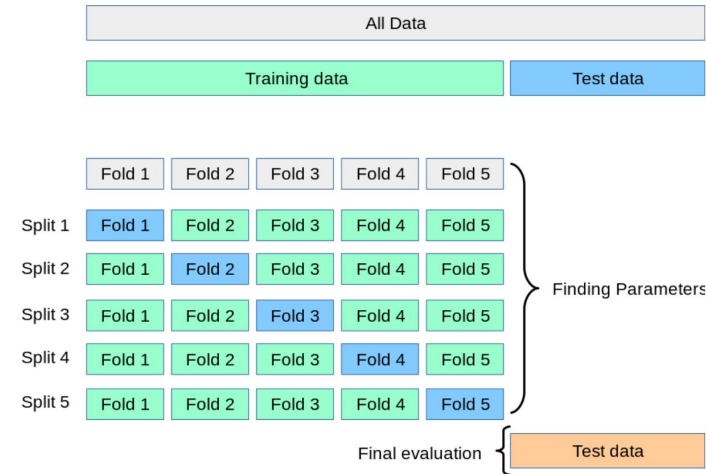 All Data
Training data Test data
Fold 1 Fold 2 Fold 3 Fold 4 Fold 5
Split 1 Fold 1 Fold 2 Fold 3 Fold 4 Fold 5
Split 2 Fold 1 Fold 2 Fold 3 Fold 4 Fold 5
Finding Parameters
Split 3 Fold 1 Fold 2 Fold 3 Fold 4 Fold 5
Split 4 Fold 1 Fold 2 Fold 3 Fold 4 Fold 5
Split 5 Fold 1 Fold 2 Fold 3 Fold 4 Fold 5
Final evaluation Test data